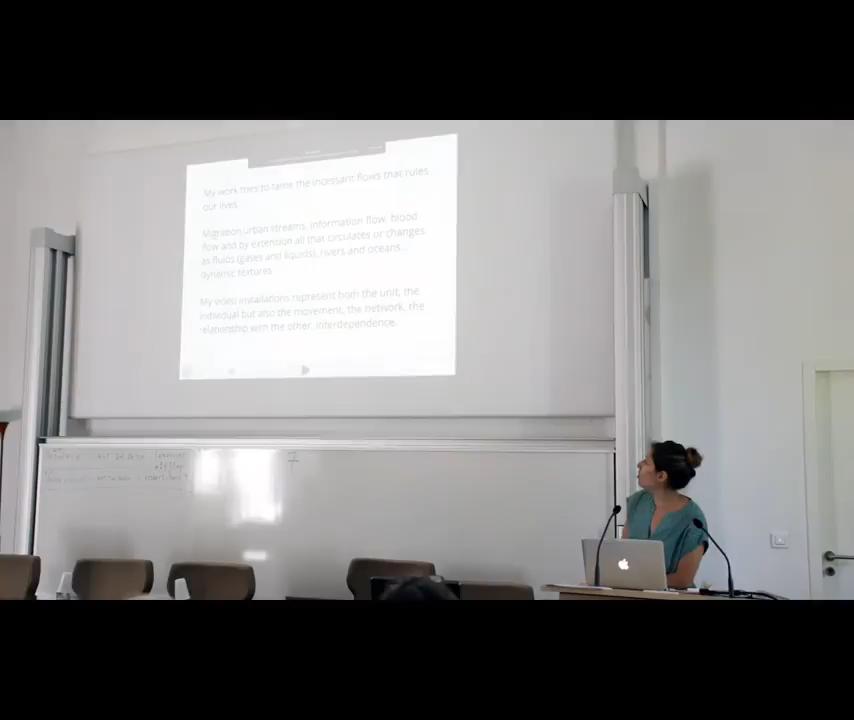 My work tries to tame the incessant flows that rules
our lives.
Migration urban streams, information flow, blood
flow and by extension all that circulates or changes
as fluids (gases and liquids), rivers and oceans...
dynamic textures
My video installations represent both the unit, the
individual but also the movement, the network, the
relationship with the other, interdependence.